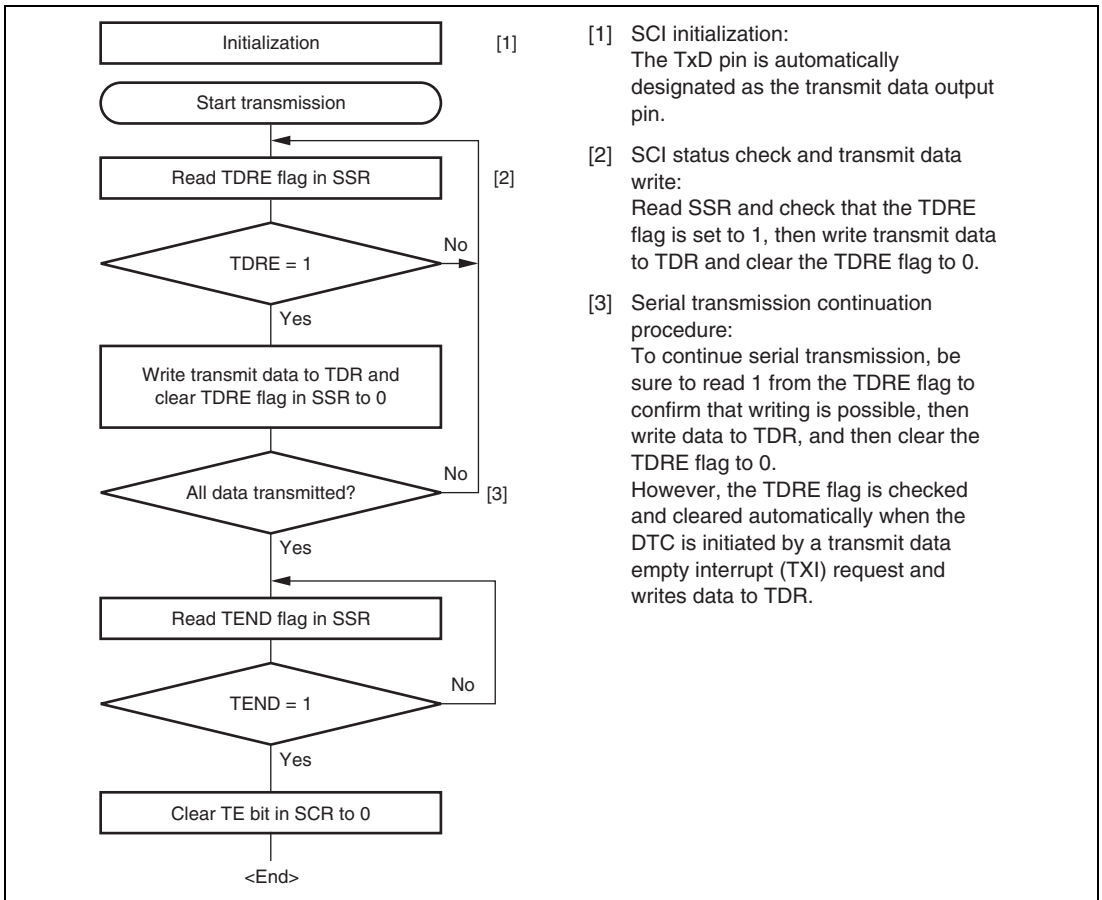 Initialization
[1]
Start transmission
Read TDRE flag in SSR
[2]
TDRE = 1
No
Yes
Write transmit data to TDR and
clear TDRE flag in SSR to 0
All data transmitted?
No
[3]
Yes
Read TEND flag in SSR
TEND = 1
No
Yes
Clear TE bit in SCR to 0
<End>
[1] SCI initialization:
The TxD pin is automatically
designated as the transmit data output
pin.
[2] SCI status check and transmit data
write:
Read SSR and check that the TDRE
flag is set to 1, then write transmit data
to TDR and clear the TDRE flag to 0.
[3] Serial transmission continuation
procedure:
To continue serial transmission, be
sure to read 1 from the TDRE flag to
confirm that writing is possible, then
write data to TDR, and then clear the
TDRE flag to 0.
However, the TDRE flag is checked
and cleared automatically when the
DTC is initiated by a transmit data
empty interrupt (TXI) request and
writes data to TDR.